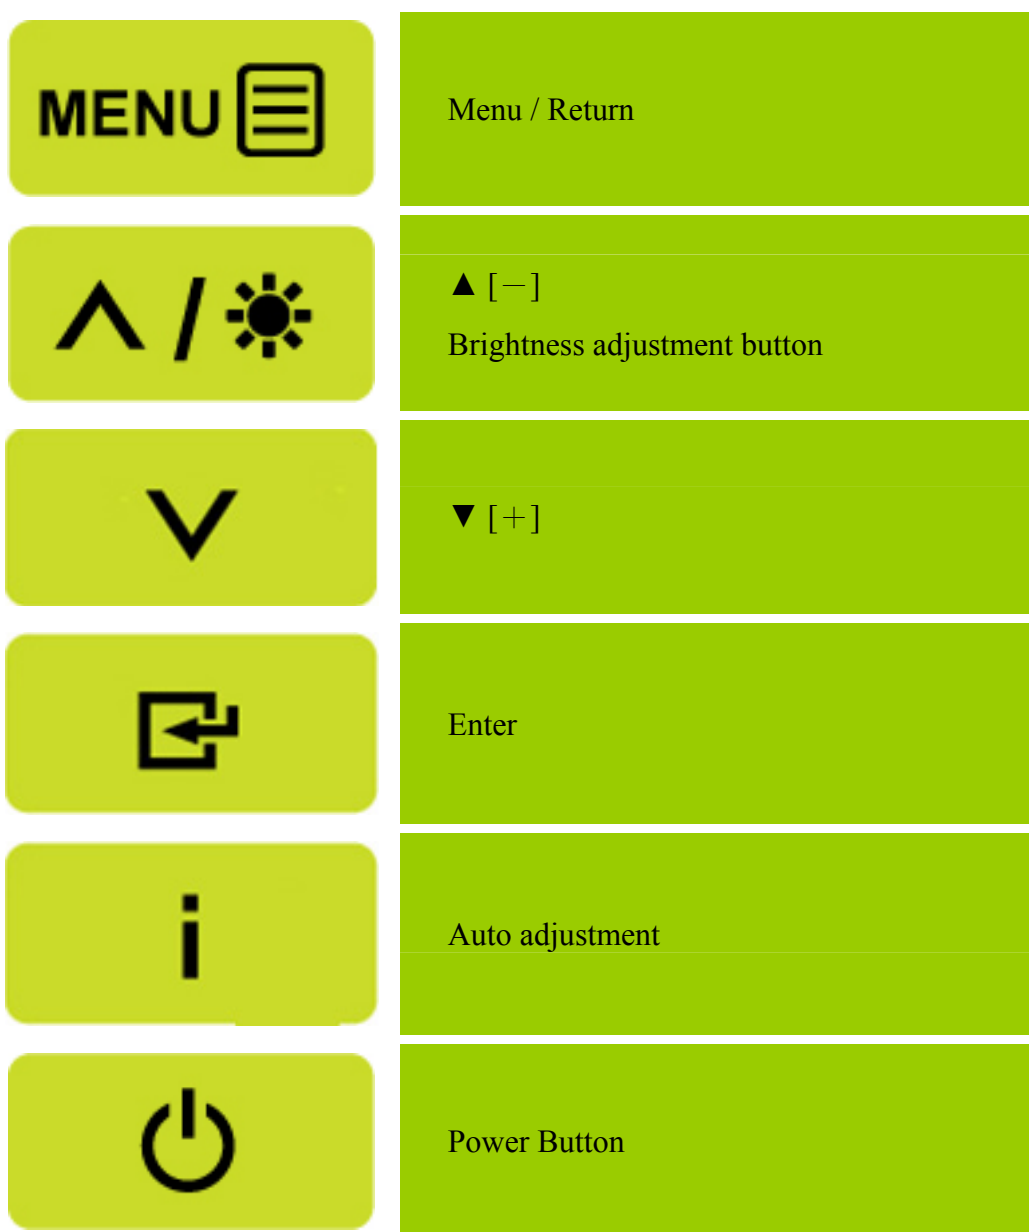 MENU
Menu / Return
/
▲ [－]
Brightness adjustment button
▼ [＋]
Enter
i
Auto adjustment
Power Button